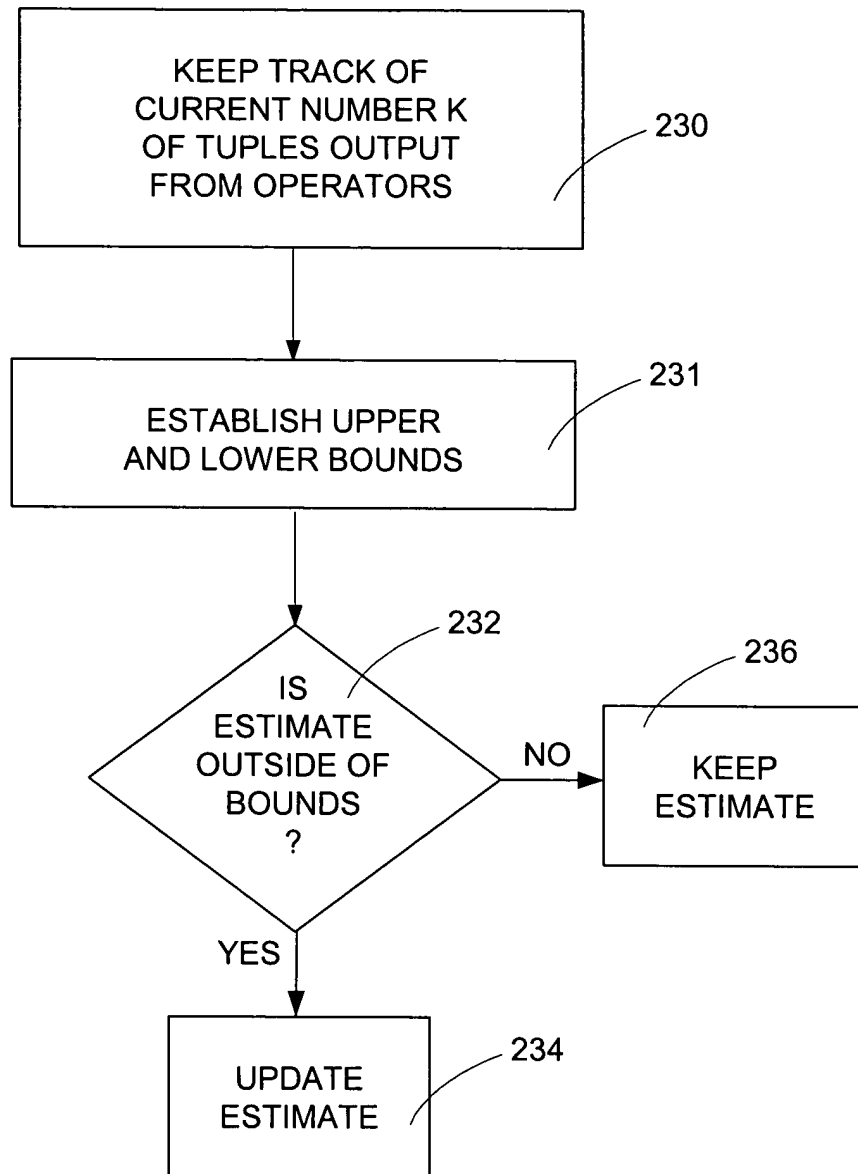 KEEP TRACK OF
CURRENT NUMBER K
OF TUPLES OUTPUT
FROM OPERATORS
230
ESTABLISH UPPER
AND LOWER BOUNDS
231
IS
ESTIMATE
OUTSIDE OF
BOUNDS
?
232
NO
KEEP
ESTIMATE
236
YES
UPDATE
ESTIMATE
234